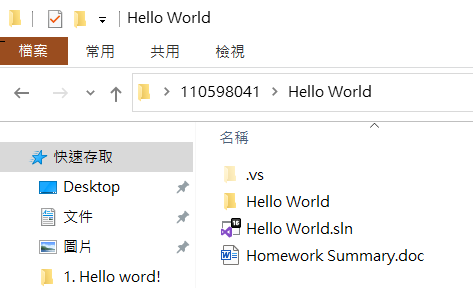 Hello World
檔案 常用 共用 檢視
110598041 > Hello World
名稱
快速存取
Desktop
文件
圖片
1. Hello word!
.vs
Hello World
Hello World.sln
Homework Summary.doc